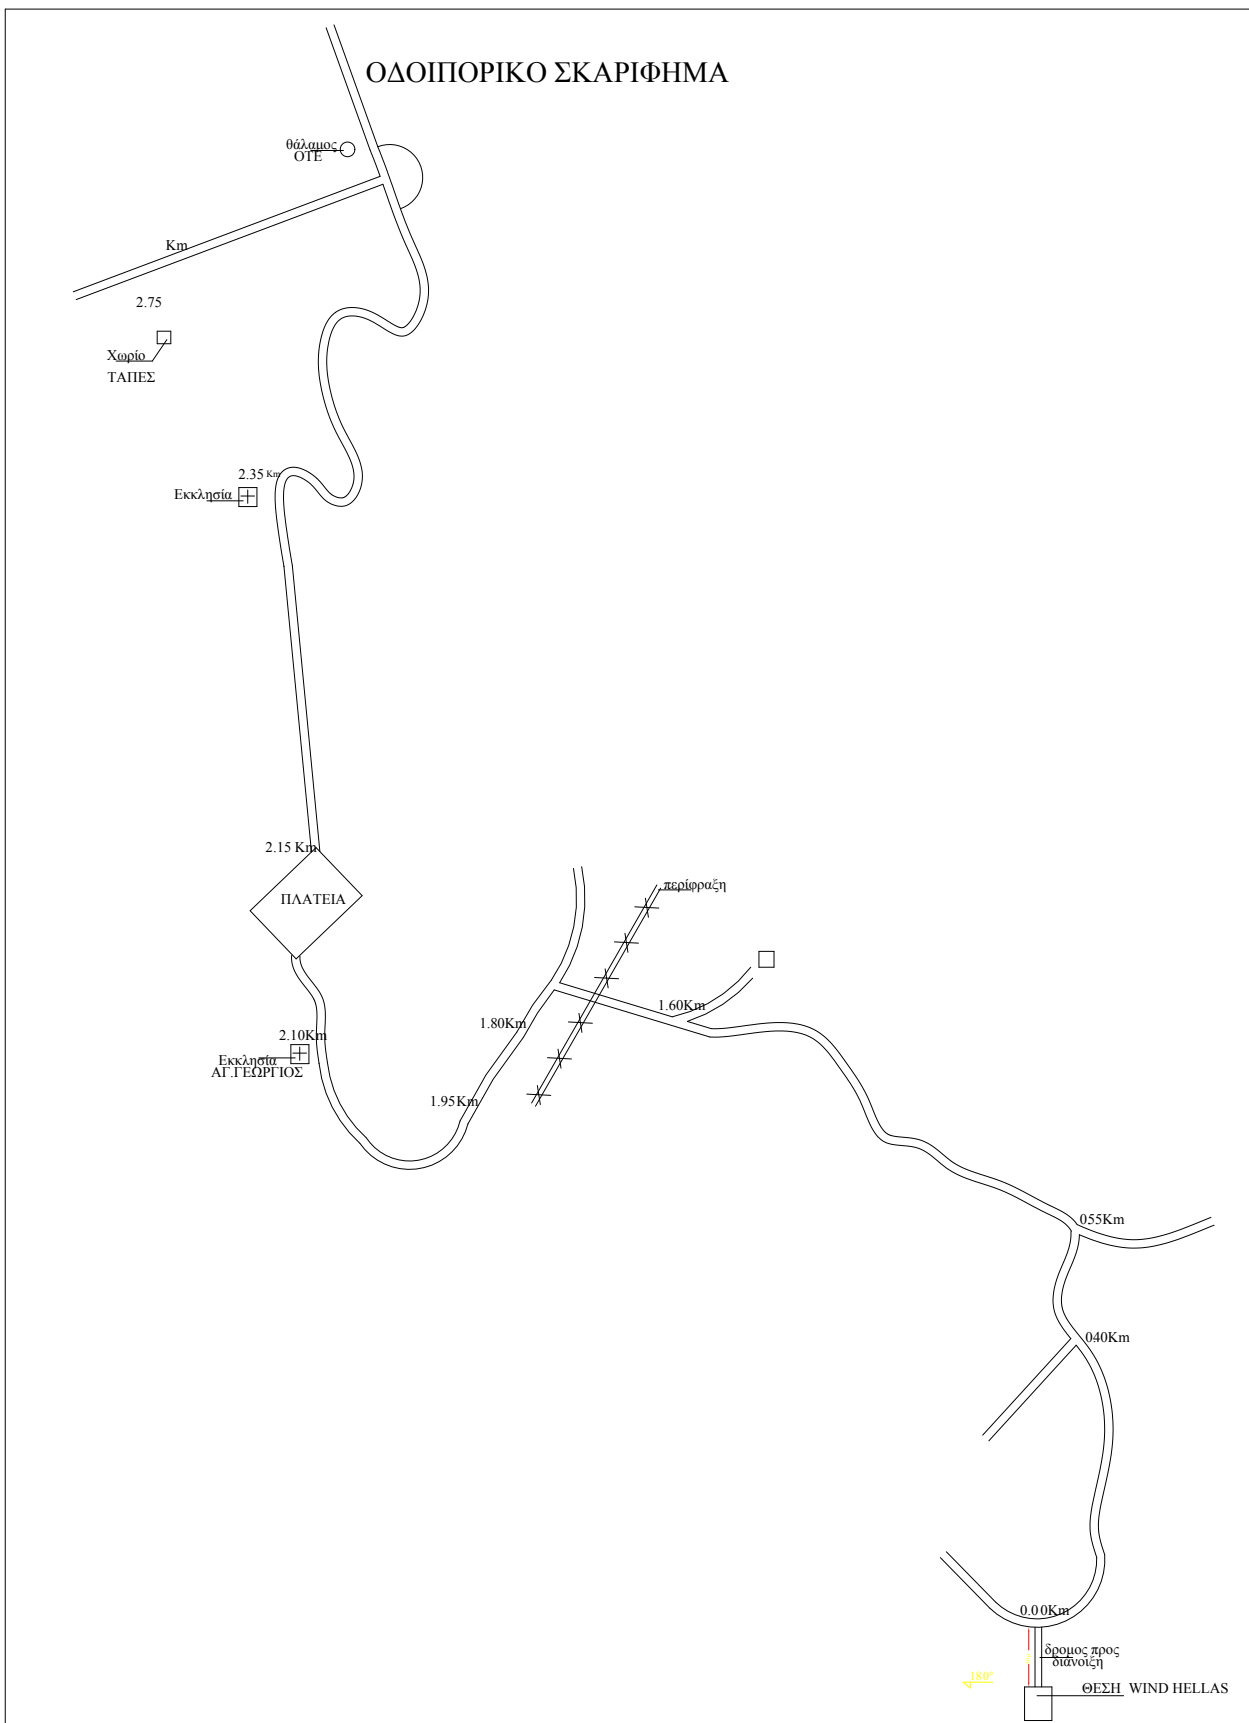 ΟΔΟΙΠΟΡΙΚΟ ΣΚΑΡΙΦΗΜΑ
θάλαμος
ΟΤΕ
Km
2.75
Χωρίο
ΤΑΠΕΣ
2.35 Km
Εκκλησία
2.15 Km
ΠΛΑΤΕΙΑ
περίφραξη
1.60Km
1.80Km
2.10Km
Εκκλησία
ΑΓ.ΓΕΩΡΓΙΟΣ
1.95Km
055Km
040Km
0.00Km
δρομος προς
διάνοιξη
180°
ΘΕΣΗ WIND HELLAS